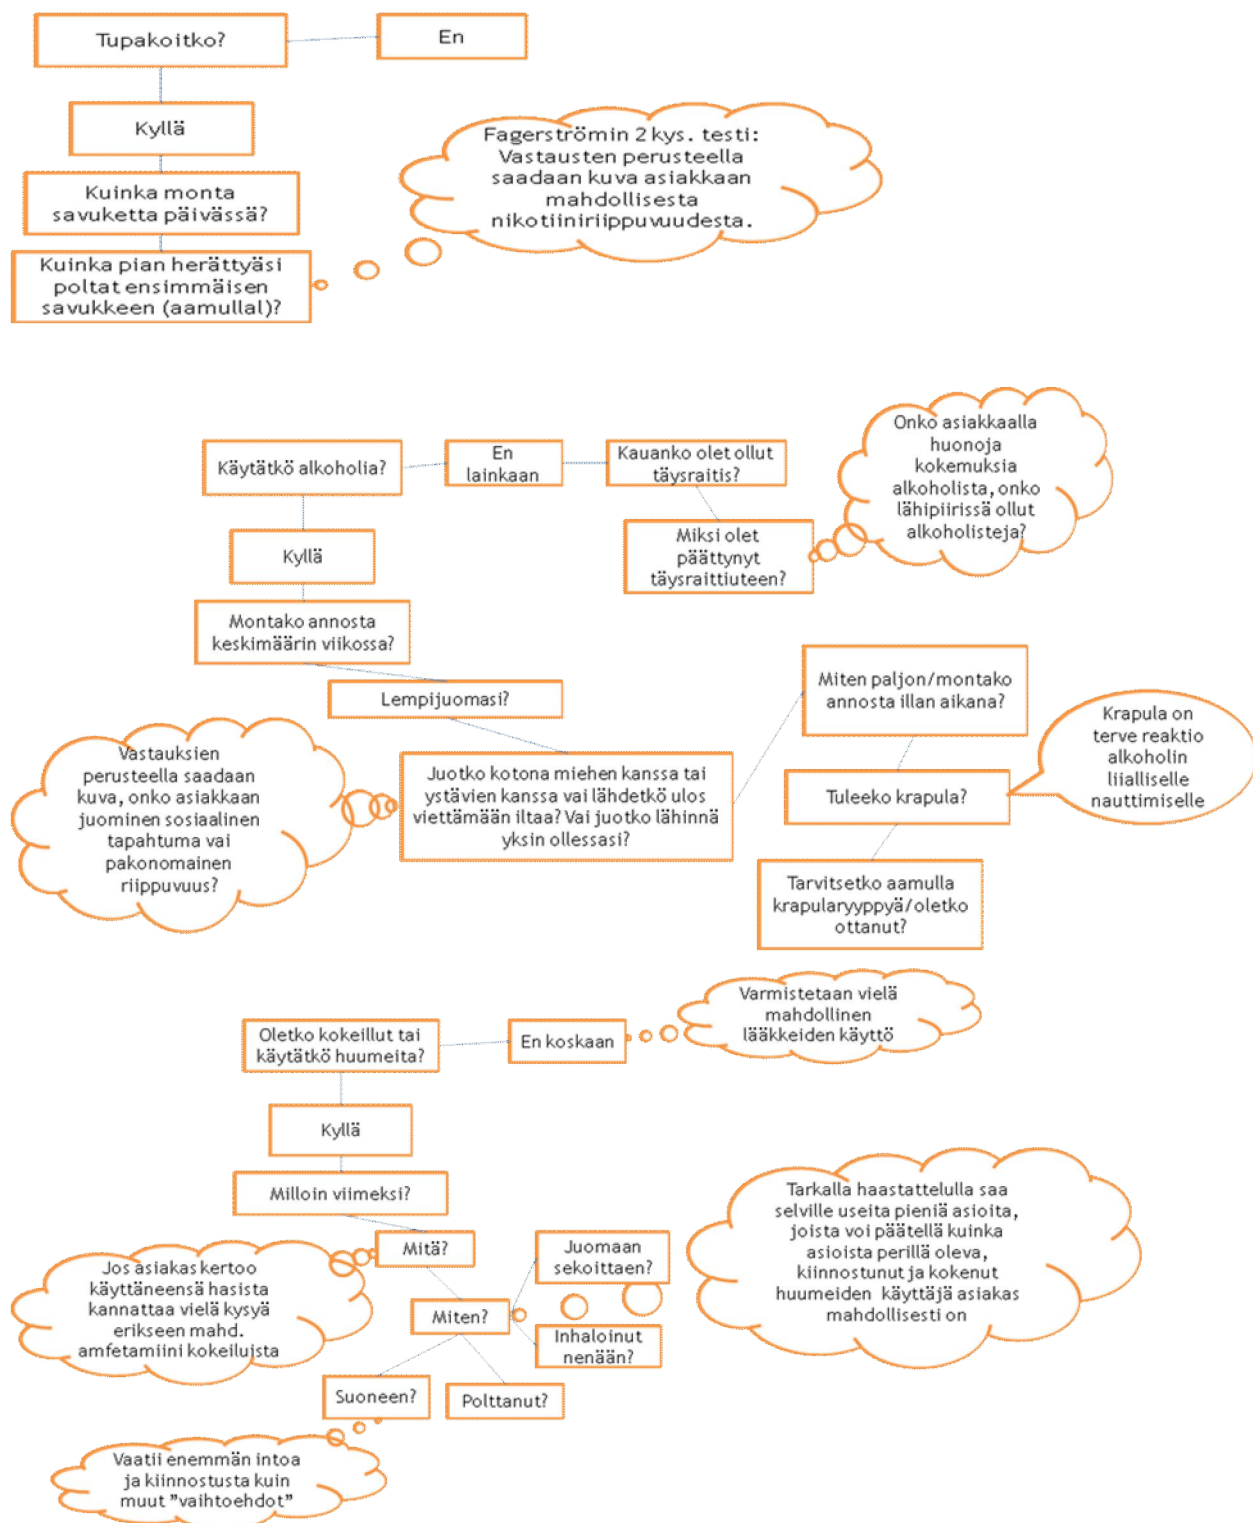 Tupakoitko?
En
Kyllä
Kuinka monta
savuketta päivässä?
Kuinka pian herättyäsi
poltat ensimmäisen
savukkeen (aamullal)?
Fagerströmin 2 kys. testi:
Vastausten perusteella
saadaan kuva asiakkaan
mahdollisesta
nikotiiniriippuvuudesta.
Käytätkö alkoholia?
En
lainkaan
Kauanko olet ollut
täysraitis?
Miksi olet
päättynyt
täysraittiuteen?
Onko asiakkaalla
huonoja
kokemuksia
alkoholista, onko
lähipiirissä ollut
alkoholisteja?
Kyllä
Montako annosta
keskimäärin viikossa?
Lempijuomasi?
Juotko kotona miehen kanssa tai
ystävien kanssa vai lähdetkö ulos
viettämään iltaa? Vai juotko lähinnä
yksin ollessasi?
Vastauksien
perusteella saadaan
kuva, onko asiakkaan
juominen sosiaalinen
tapahtuma vai
pakonomainen
riippuvuus?
Miten paljon/montako
annosta illan aikana?
Tuleeko krapula?
Krapula on
terve reaktio
alkoholin
liialliselle
nauttimiselle
Tarvitsetko aamulla
krapularyyppyä/oletko
ottanut?
Oletko kokeillut tai
käytätkö huumeita?
En koskaan
Varmistetaan vielä
mahdollinen
lääkkeiden käyttö
Kyllä
Milloin viimeksi?
Mitä?
Jos asiakas kertoo
käyttäneensä hasista
kannattaa vielä kysyä
erikseen mahd.
amfetamiini kokeiluista
Miten?
Juomaan
sekoittaen?
Inhaloinut
nenään?
Tarkalla haastattelulla saa
selville useita pieniä asioita,
joista voi päätellä kuinka
asioista perillä oleva,
kiinnostunut ja kokenut
huumeiden käyttäjä asiakas
mahdollisesti on
Suoneen?
Polttanut?
Vaatii enemmän intoa
ja kiinnostusta kuin
muut "vaihtoehdot"